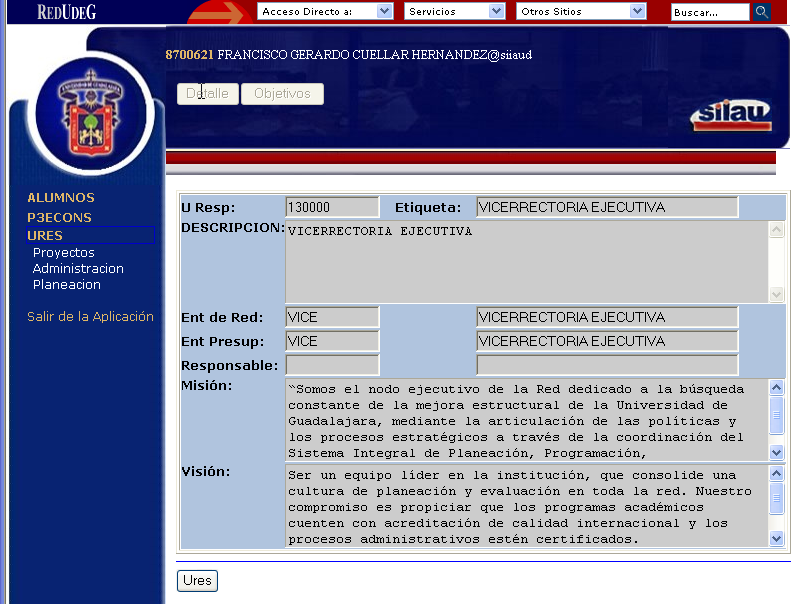 REDUDEG
Acceso Directo a:
Servicios
Otros Sitios
Buscar...
8700621 FRANCISCO GERARDO CUELLAR HERNANDEZ@siiaud
Detalle
Objetivos
silau
ALUMNOS
P3ECONS
URES
Proyectos
Administracion
Planeacion
Salir de la Aplicación
U Resp: 130000 Etiqueta: VICERRECTORIA EJECUTIVA
DESCRIPCION: VICERRECTORIA EJECUTIVA
Ent de Red: VICE VICERRECTORIA EJECUTIVA
Ent Presup: VICE VICERRECTORIA EJECUTIVA
Responsable:
Misión: “Somos el nodo ejecutivo de la Red dedicado a la búsqueda
constante de la mejora estructural de la Universidad de
Guadalajara, mediante la articulación de las políticas y
los procesos estratégicos a través de la coordinación del
Sistema Integral de Planeación, Programación,
Visión: Ser un equipo líder en la institución, que consolide una
cultura de planeación y evaluación en toda la red. Nuestro
compromiso es propiciar que los programas académicos
cuenten con acreditación de calidad internacional y los
procesos administrativos estén certificados.
Ures